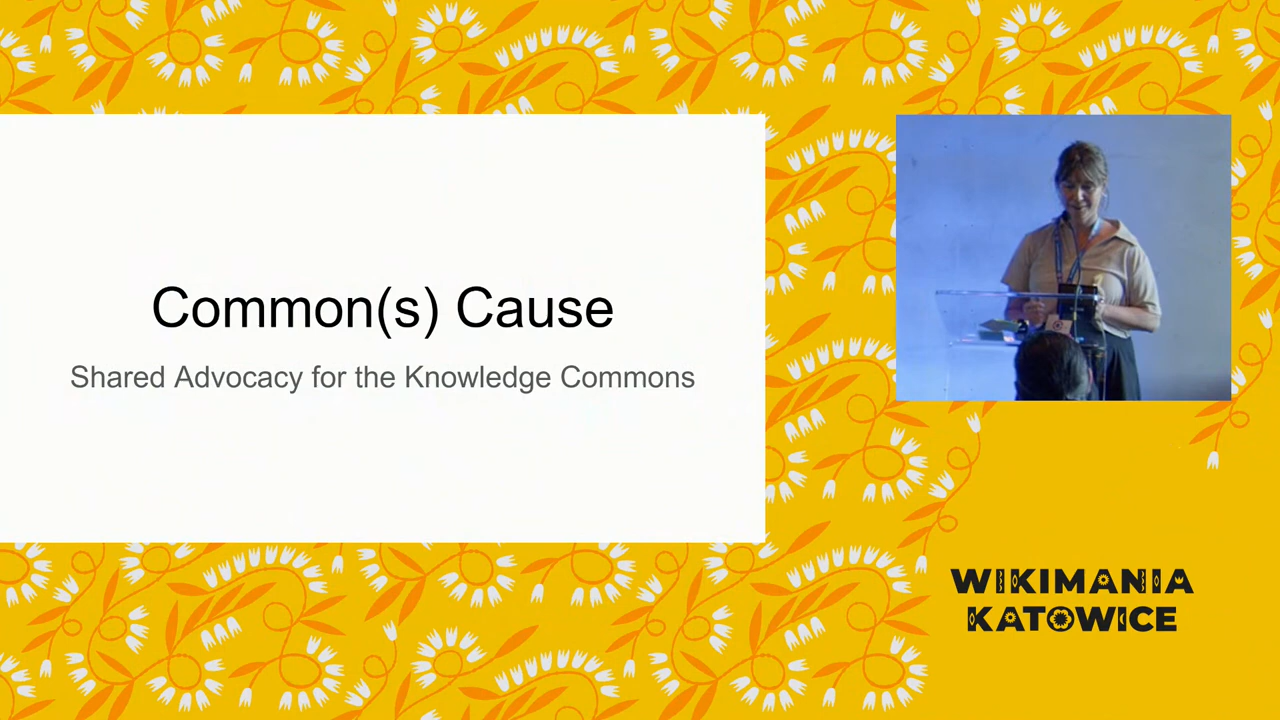 Common(s) Cause
Shared Advocacy for the Knowledge Commons
WIKIMANIA
KATOWICE